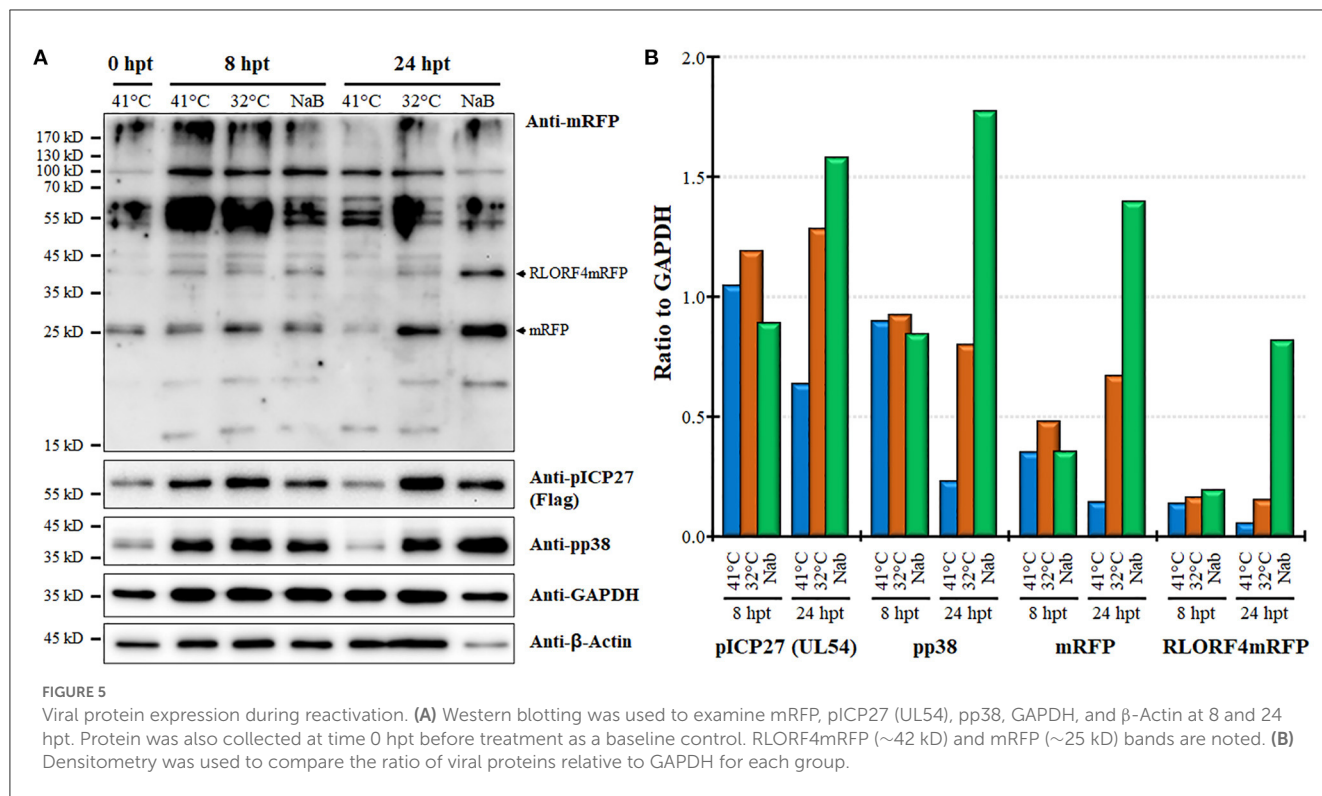 A
0 hpt 8 hpt 24 hpt
41°C 41°C 32°C NaB 41°C 32°C NaB
Anti-mRFP
170 kD
130 kD
100 kD
70 kD
55 kD
45 kD
RLORF4mRFP
35 kD
25 kD
mRFP
15 kD
Anti-pICP27
(Flag)
55 kD
45 kD
Anti-pp38
35 kD
35 kD
Anti-GAPDH
45 kD
Anti-β-Actin
B
Ratio to GAPDH
2.0
1.5
1.0
0.5
0.0
41°C 32°C Nab 41°C 32°C Nab 41°C 32°C Nab 41°C 32°C Nab 41°C 32°C Nab 41°C 32°C Nab 41°C 32°C Nab 41°C 32°C Nab
8 hpt 24 hpt 8 hpt 24 hpt 8 hpt 24 hpt 8 hpt 24 hpt
pICP27 (UL54) pp38 mRFP RLORF4mRFP
FIGURE 5
Viral protein expression during reactivation. (A) Western blotting was used to examine mRFP, pICP27 (UL54), pp38, GAPDH, and β-Actin at 8 and 24
hpt. Protein was also collected at time 0 hpt before treatment as a baseline control. RLORF4mRFP (∼42 kD) and mRFP (∼25 kD) bands are noted. (B)
Densitometry was used to compare the ratio of viral proteins relative to GAPDH for each group.